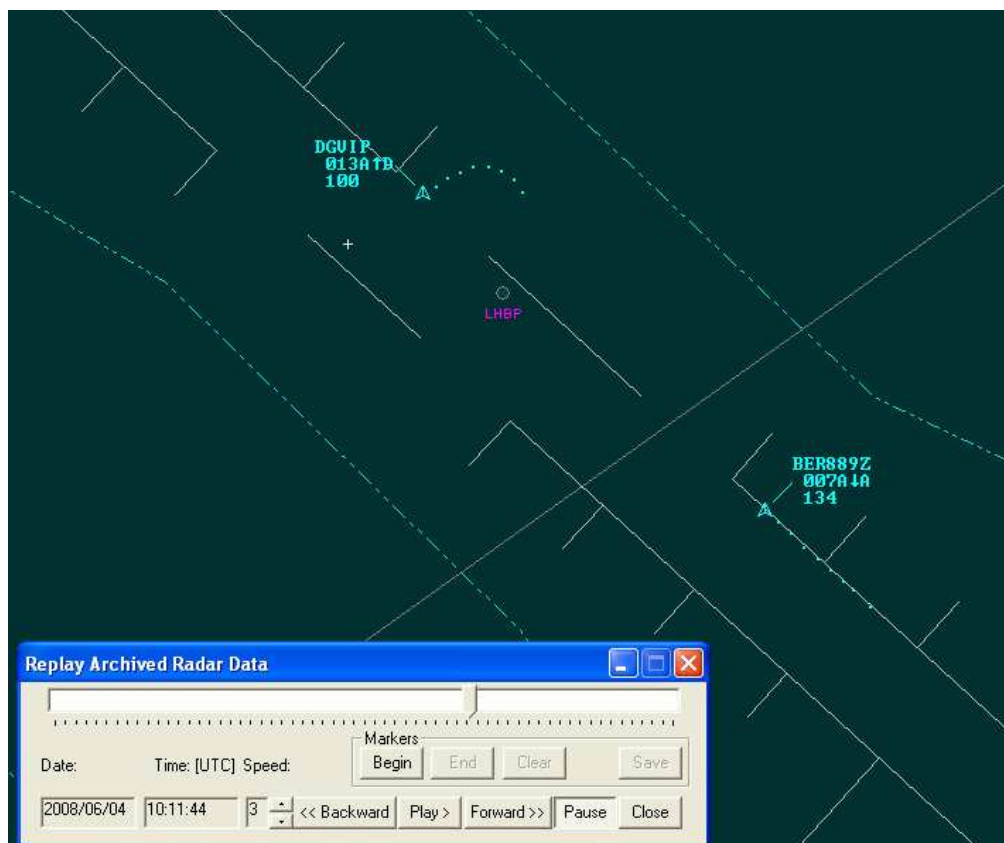 DGVIP
013A↑D
100
LHBP
BER889Z
007A↓A
134
Replay Archived Radar Data
Markers
Begin End Clear Save
Date: Time: [UTC] Speed:
2008/06/04 10:11:44 3 << Backward Play > Forward >> Pause Close